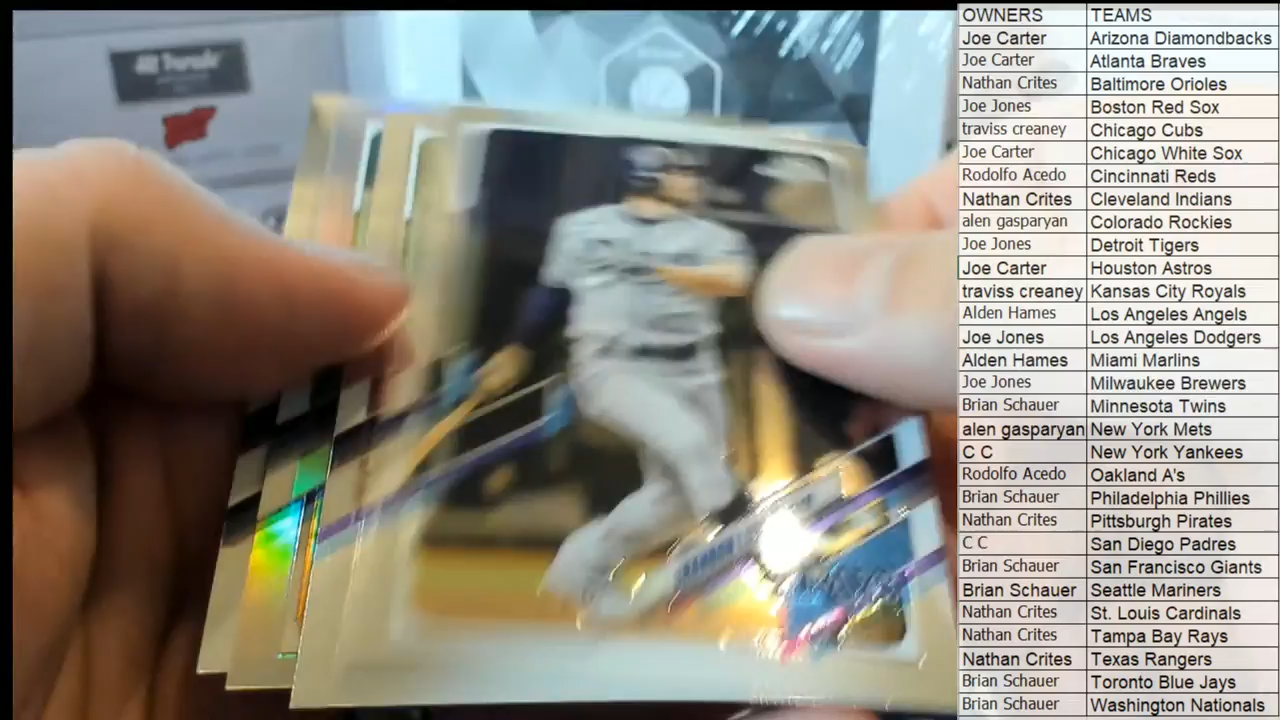 OWNERS TEAMS
Joe Carter Arizona Diamondbacks
Joe Carter Atlanta Braves
Nathan Crites Baltimore Orioles
Joe Jones Boston Red Sox
traviss creaney Chicago Cubs
Joe Carter Chicago White Sox
Rodolfo Acedo Cincinnati Reds
Nathan Crites Cleveland Indians
alen gasparyan Colorado Rockies
Joe Jones Detroit Tigers
Joe Carter Houston Astros
traviss creaney Kansas City Royals
Alden Hames Los Angeles Angels
Joe Jones Los Angeles Dodgers
Alden Hames Miami Marlins
Joe Jones Milwaukee Brewers
Brian Schauer Minnesota Twins
alen gasparyan New York Mets
C C New York Yankees
Rodolfo Acedo Oakland A's
Brian Schauer Philadelphia Phillies
Nathan Crites Pittsburgh Pirates
C C San Diego Padres
Brian Schauer San Francisco Giants
Brian Schauer Seattle Mariners
Nathan Crites St. Louis Cardinals
Nathan Crites Tampa Bay Rays
Nathan Crites Texas Rangers
Brian Schauer Toronto Blue Jays
Brian Schauer Washington Nationals